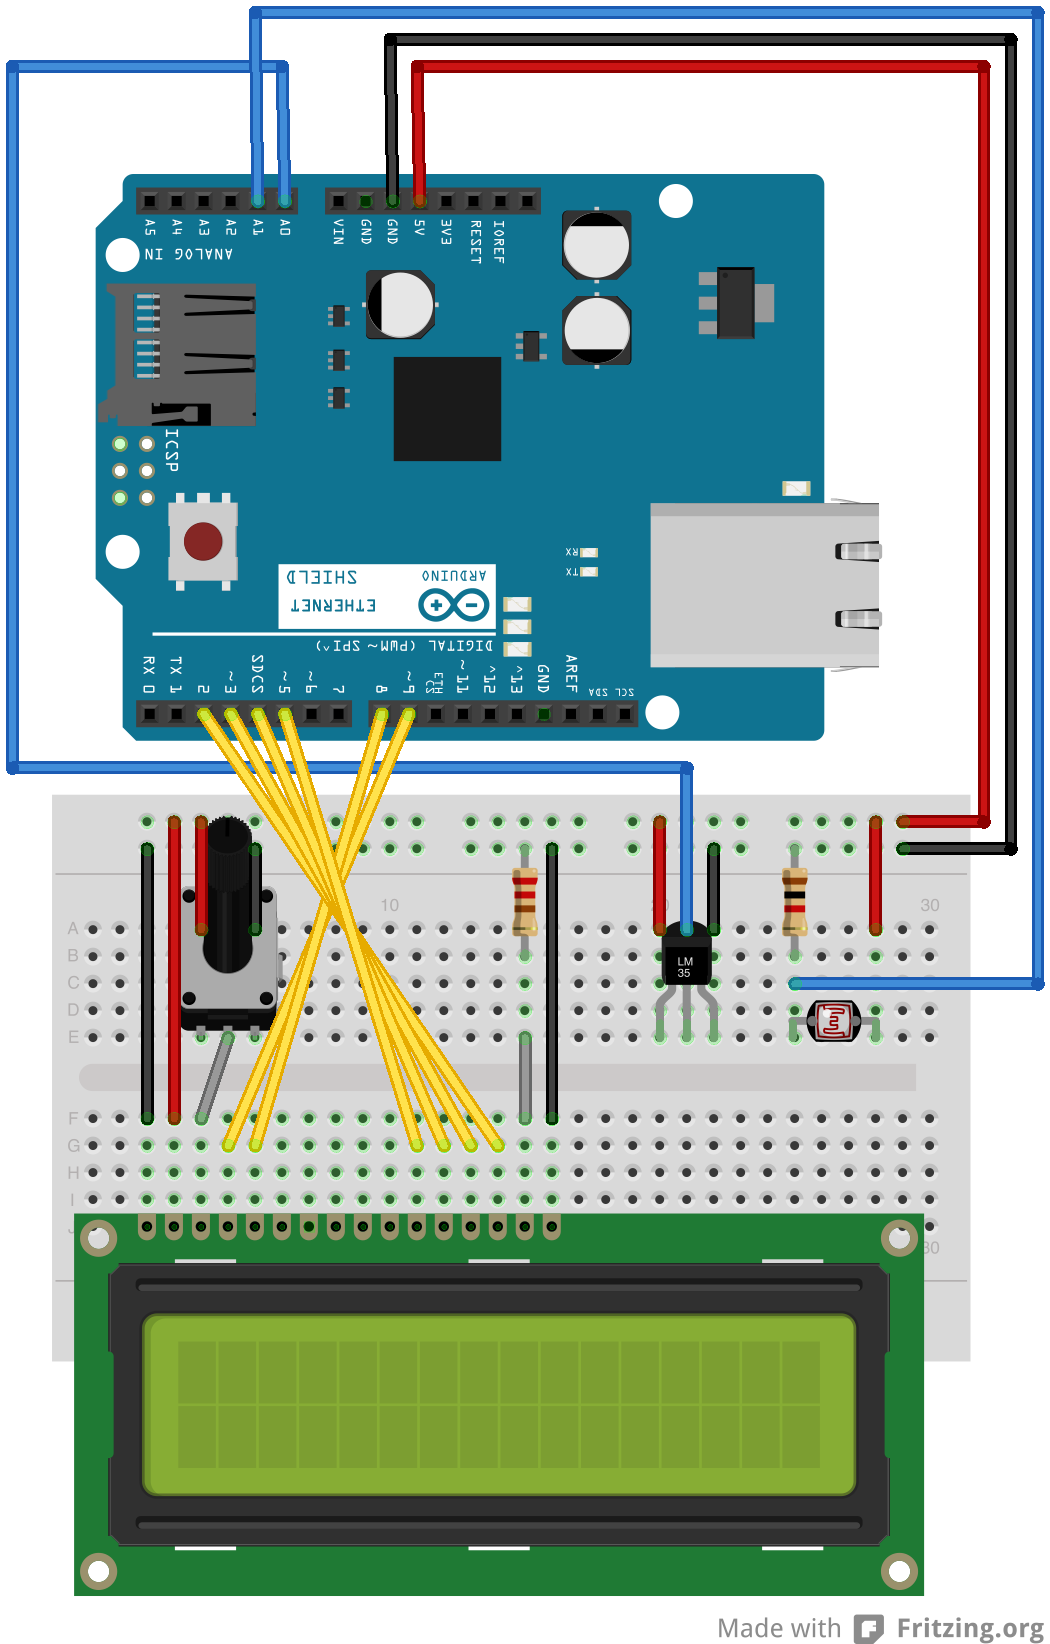 A5 A4 A3 A2 A1 A0 VIN GND GND 5V 3V3 RESET IOREF
ANALOG IN
ICSP
RX
TX
ARDUINO
ETHERNET
SHIELD
DIGITAL (PWM~ SPI^)
RX 0 TX 1 2 ~3 SDCS ~5 ~6 7 8 ~9 ETH CS ~11 ^12 ^13 GND AREF SDA SCL
10 20 30
A
B
C
D
E
LM
35
F
G
H
I
J
30
Made with Fritzing.org